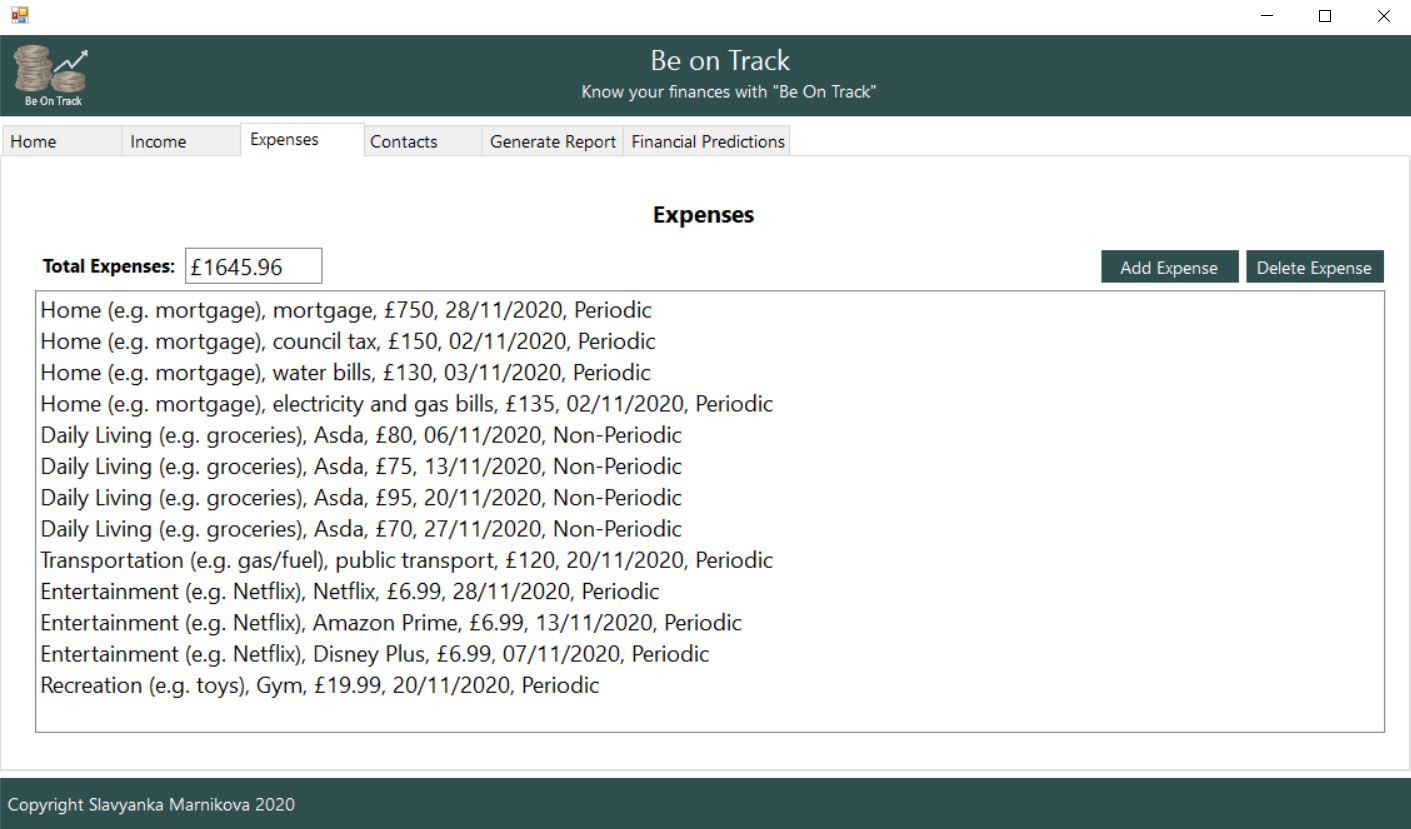 Be on Track
Know your finances with "Be On Track"
Be On Track
Home
Income
Expenses
Contacts
Generate Report
Financial Predictions
Expenses
Total Expenses:
£1645.96
Add Expense
Delete Expense
Home (e.g. mortgage), mortgage, £750, 28/11/2020, Periodic
Home (e.g. mortgage), council tax, £150, 02/11/2020, Periodic
Home (e.g. mortgage), water bills, £130, 03/11/2020, Periodic
Home (e.g. mortgage), electricity and gas bills, £135, 02/11/2020, Periodic
Daily Living (e.g. groceries), Asda, £80, 06/11/2020, Non-Periodic
Daily Living (e.g. groceries), Asda, £75, 13/11/2020, Non-Periodic
Daily Living (e.g. groceries), Asda, £95, 20/11/2020, Non-Periodic
Daily Living (e.g. groceries), Asda, £70, 27/11/2020, Non-Periodic
Transportation (e.g. gas/fuel), public transport, £120, 20/11/2020, Periodic
Entertainment (e.g. Netflix), Netflix, £6.99, 28/11/2020, Periodic
Entertainment (e.g. Netflix), Amazon Prime, £6.99, 13/11/2020, Periodic
Entertainment (e.g. Netflix), Disney Plus, £6.99, 07/11/2020, Periodic
Recreation (e.g. toys), Gym, £19.99, 20/11/2020, Periodic
Copyright Slavyanka Marnikova 2020